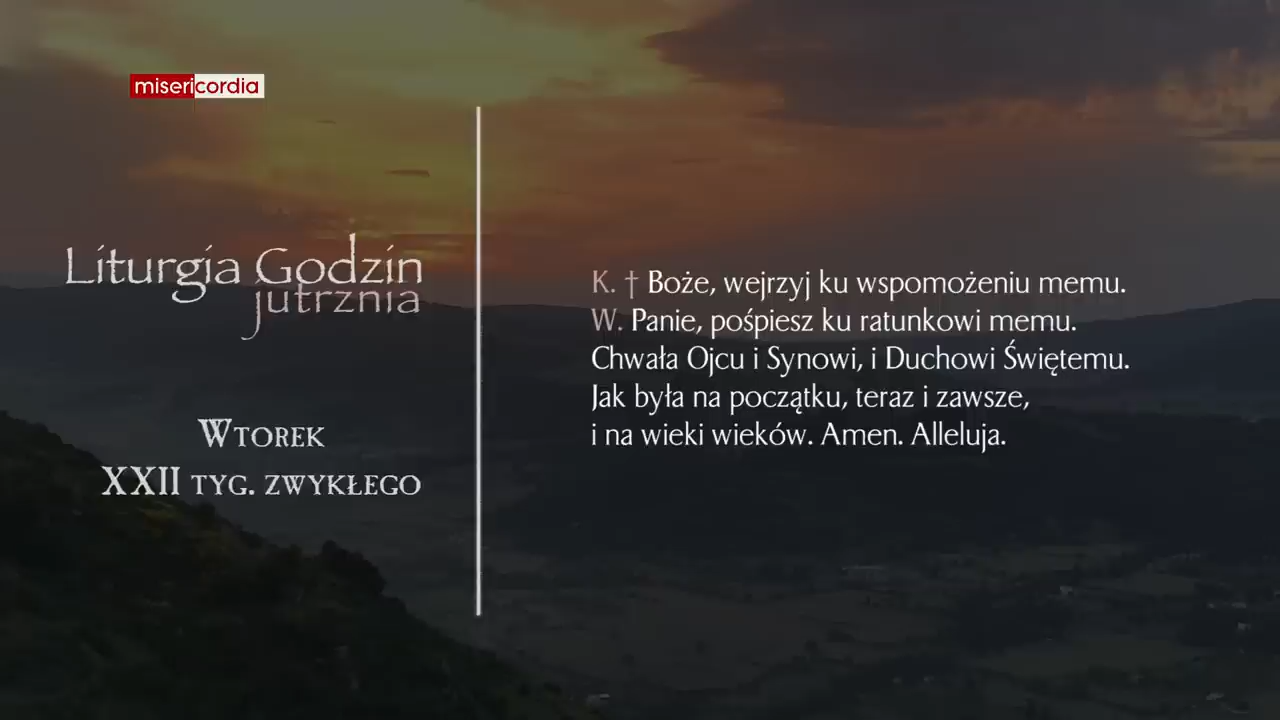 misericordia
Liturgia Godzin
jutrznia
Wtorek
XXII tyg. zwykłego
K. † Boże, wejrzyj ku wspomożeniu memu.
W. Panie, pośpiesz ku ratunkowi memu.
Chwała Ojcu i Synowi, i Duchowi Świętemu.
Jak była na początku, teraz i zawsze,
i na wieki wieków. Amen. Alleluja.